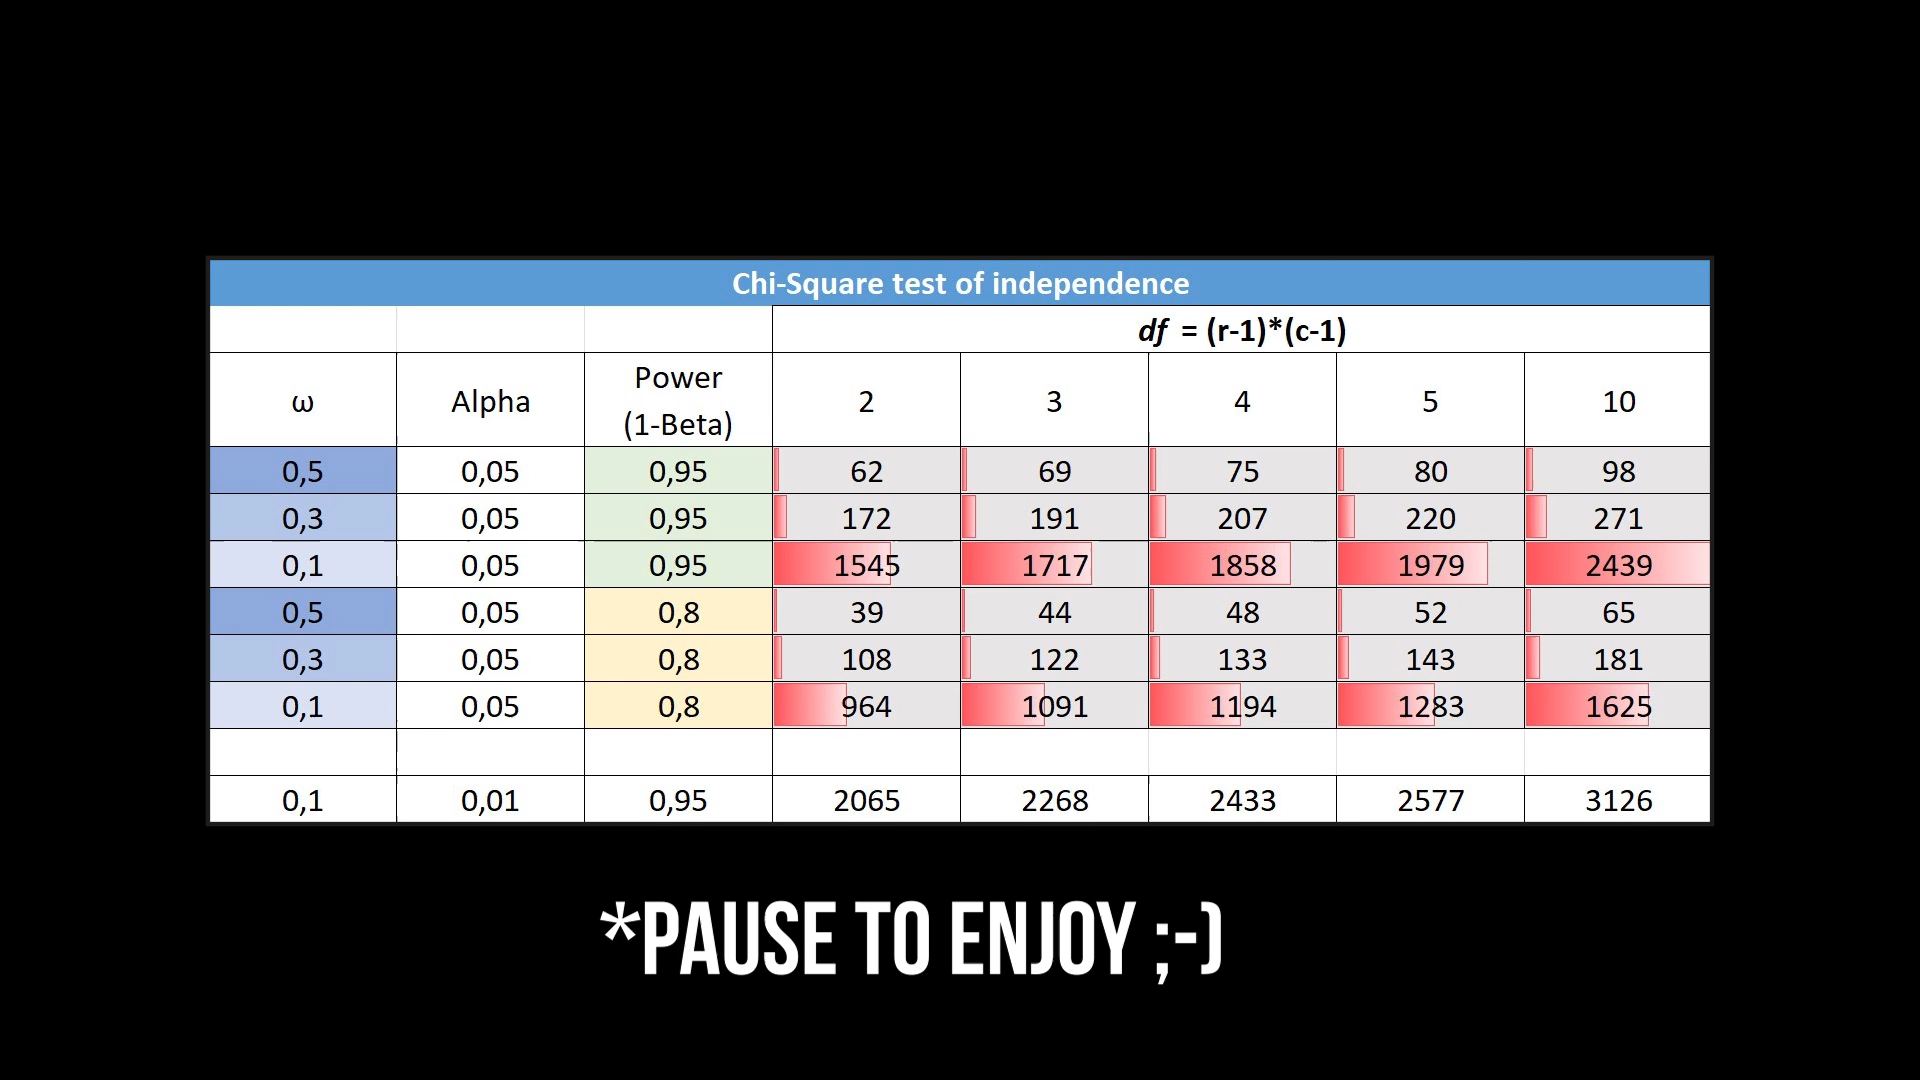 Chi-Square test of independence
df = (r-1)*(c-1)
ω Alpha Power (1-Beta) 2 3 4 5 10
0,5 0,05 0,95 62 69 75 80 98
0,3 0,05 0,95 172 191 207 220 271
0,1 0,05 0,95 1545 1717 1858 1979 2439
0,5 0,05 0,8 39 44 48 52 65
0,3 0,05 0,8 108 122 133 143 181
0,1 0,05 0,8 964 1091 1194 1283 1625
0,1 0,01 0,95 2065 2268 2433 2577 3126
*PAUSE TO ENJOY ;-)